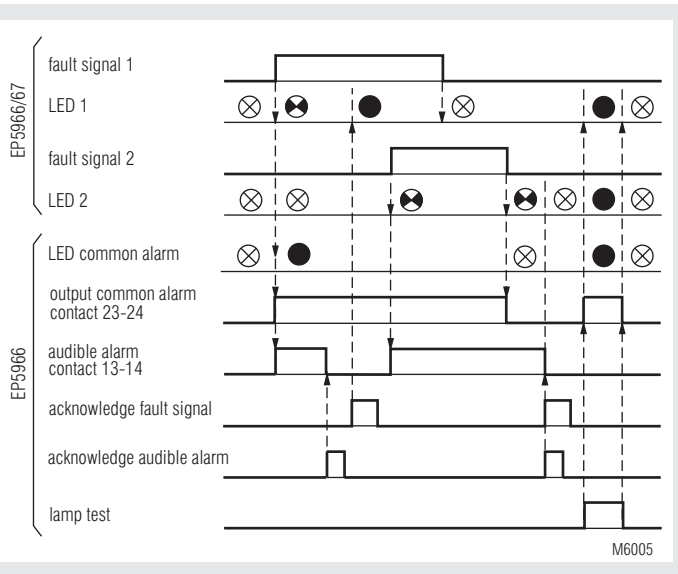 EP5966/67
fault signal 1
LED 1
fault signal 2
LED 2
EP5966
LED common alarm
output common alarm
contact 23-24
audible alarm
contact 13-14
acknowledge fault signal
acknowledge audible alarm
lamp test
M6005